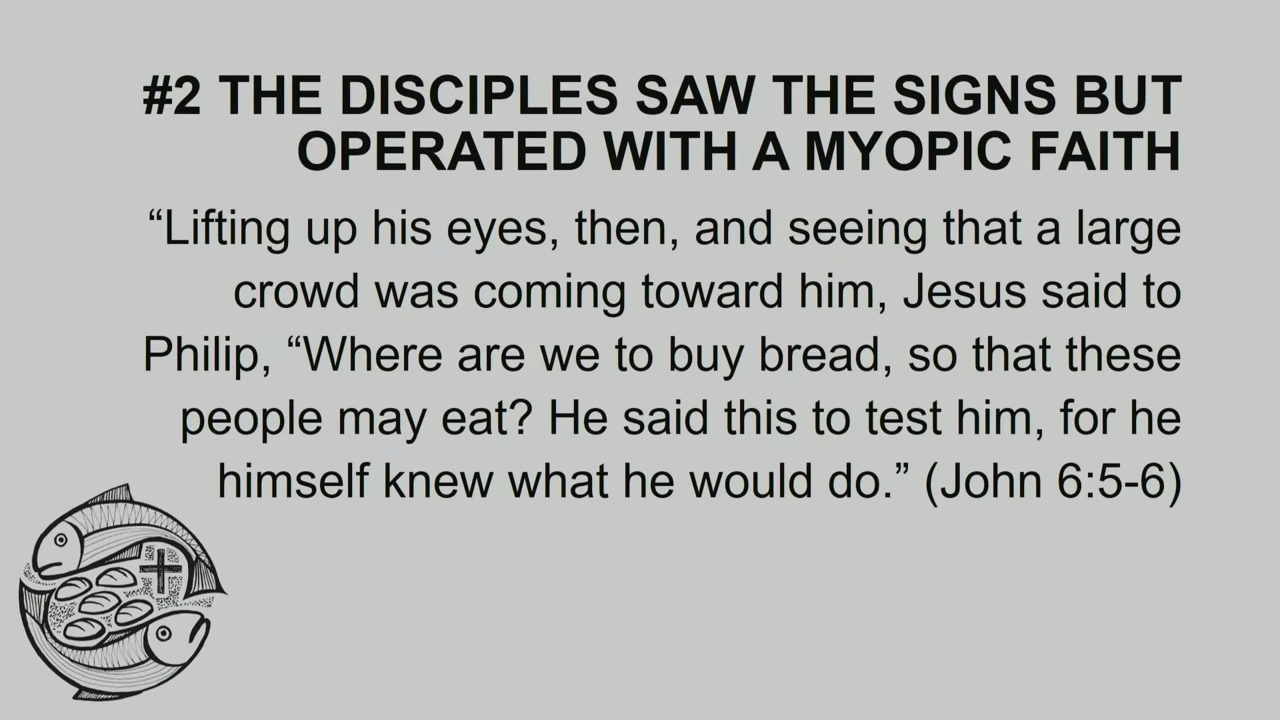 #2 THE DISCIPLES SAW THE SIGNS BUT
OPERATED WITH A MYOPIC FAITH
“Lifting up his eyes, then, and seeing that a large
crowd was coming toward him, Jesus said to
Philip, “Where are we to buy bread, so that these
people may eat? He said this to test him, for he
himself knew what he would do.” (John 6:5-6)